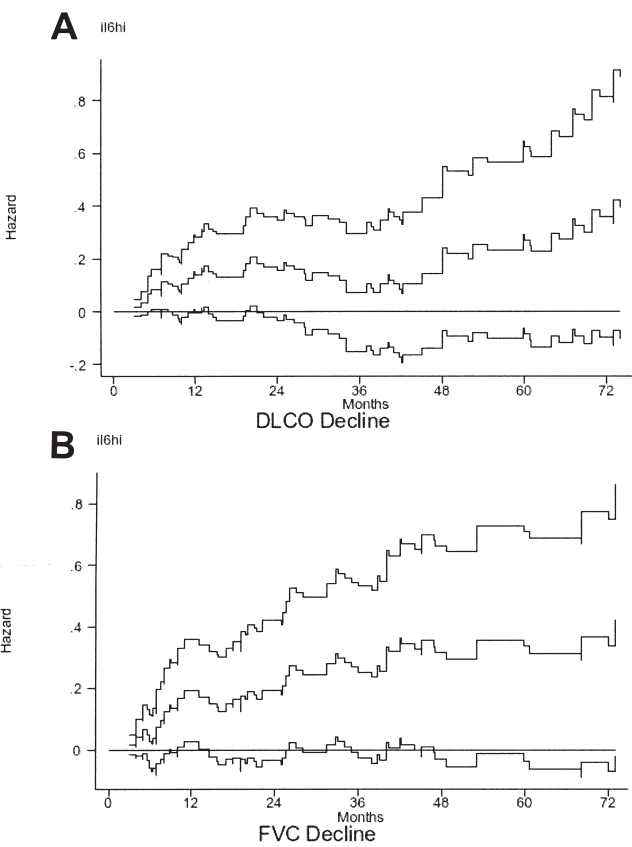 A il6hi
.8
.6
.4
.2
0
-.2
Hazard
0 12 24 36 48 60 72
Months
DLCO Decline
B il6hi
.8
.6
.4
.2
0
Hazard
0 12 24 36 48 60 72
Months
FVC Decline